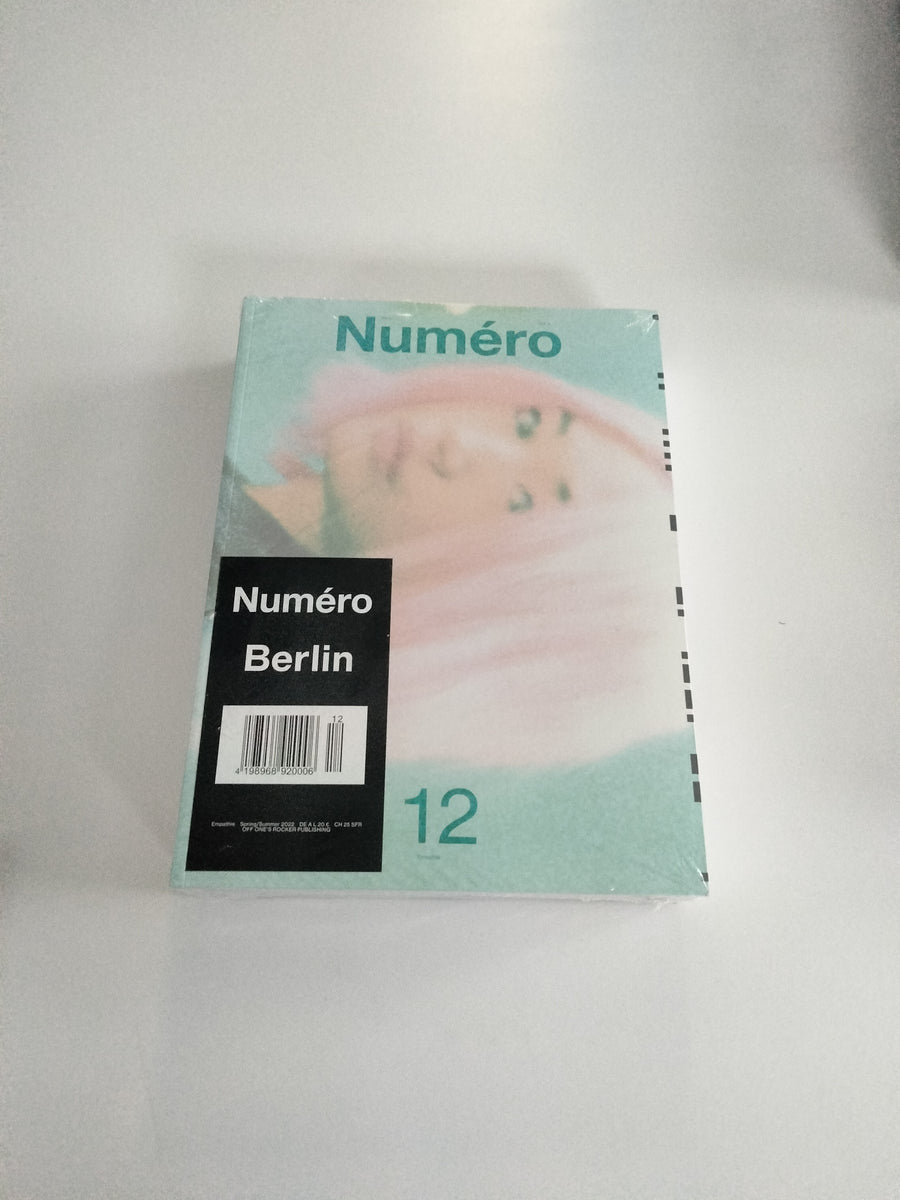 Numéro
Numéro
Berlin
12
4 198968 920006
Empathie Spring/Summer 2022 DE A L 20 € CH 25 SFR
OFF ONE'S ROCKER PUBLISHING
12
Empathie